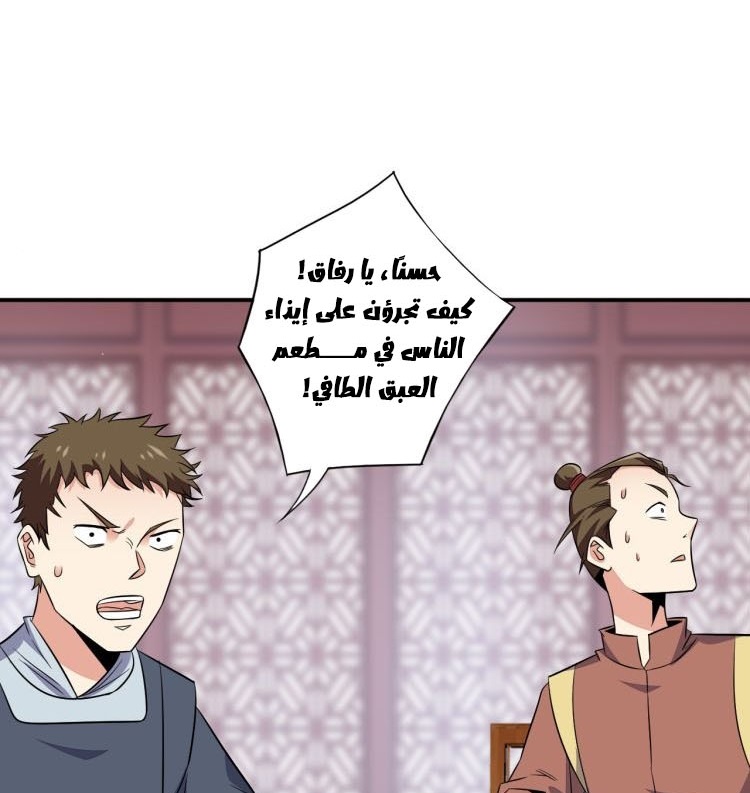 حسنًا، يا رفاق!
كيف تجرؤن على إيذاء
الناس في مـــطعم
العبق الطافي!